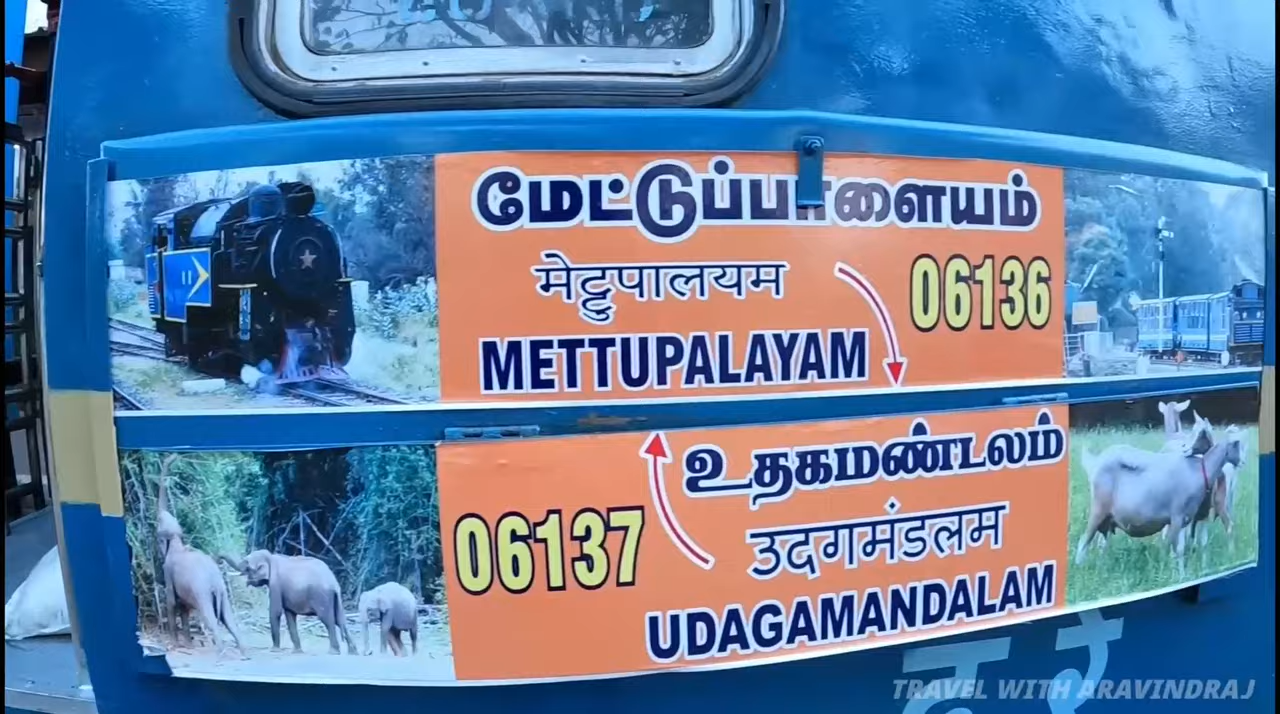 மேட்டுப்பாளையம்
मेट्टुपालयम
06136
METTUPALAYAM
உதகமண்டலம்
06137
उदगमंडलम
UDAGAMANDALAM
द रे
TRAVEL WITH ARAVINDRAJ